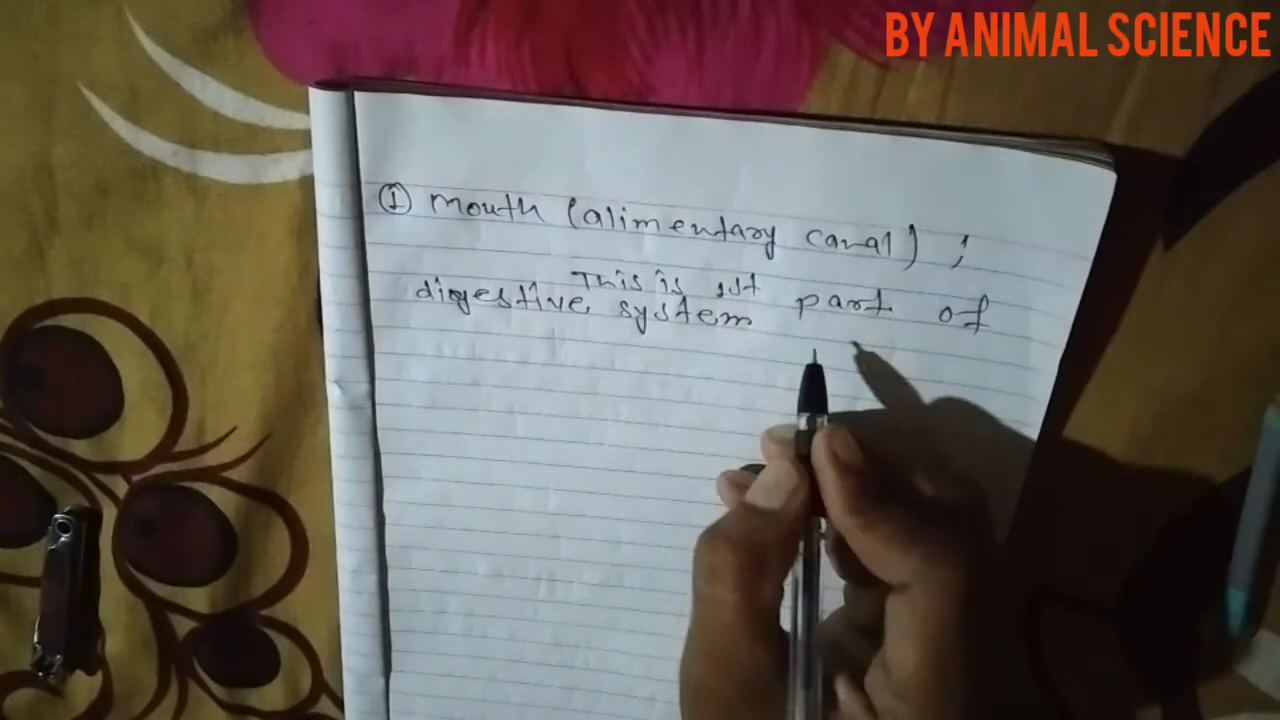 BY ANIMAL SCIENCE
① Mouth (alimentary canal) ;
This is 1st part of
digestive system